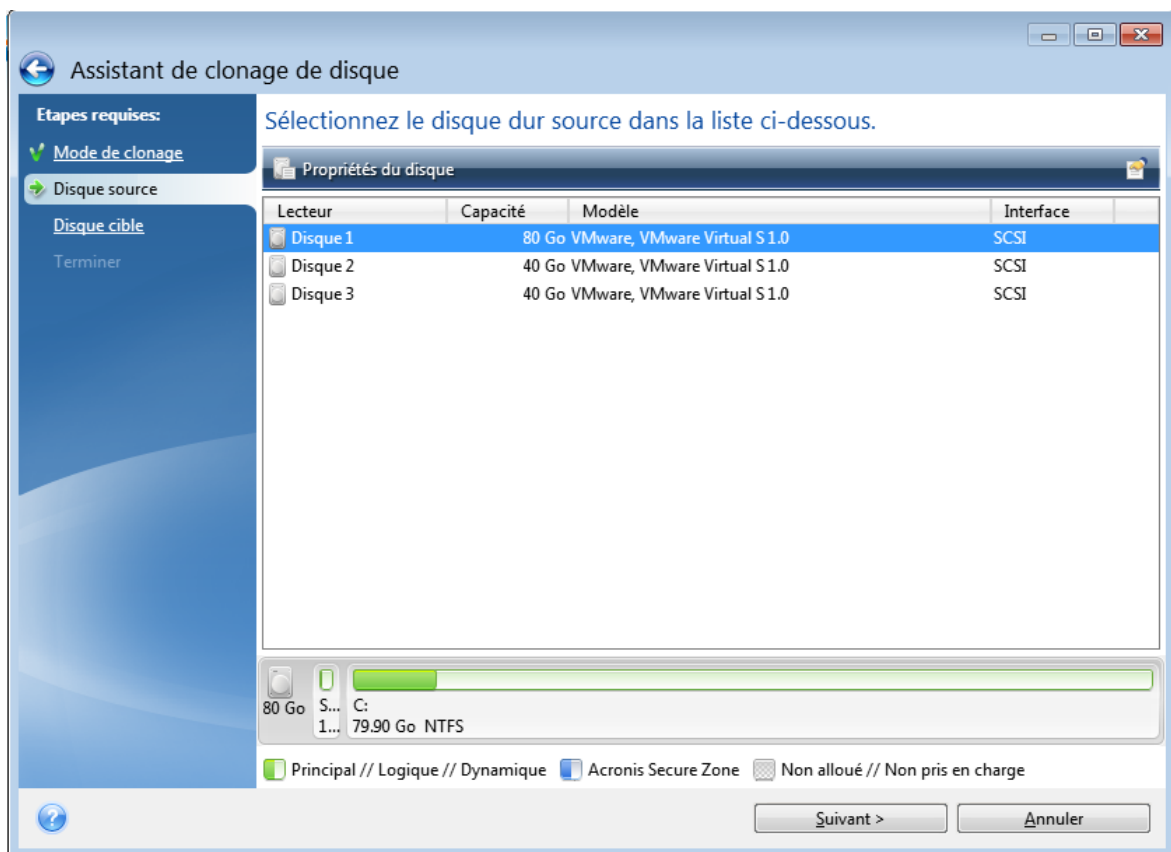 Assistant de clonage de disque
Etapes requises:
Mode de clonage
Disque source
Disque cible
Terminer
Sélectionnez le disque dur source dans la liste ci-dessous.
Propriétés du disque
Lecteur Capacité Modèle Interface
Disque 1 80 Go VMware, VMware Virtual S 1.0 SCSI
Disque 2 40 Go VMware, VMware Virtual S 1.0 SCSI
Disque 3 40 Go VMware, VMware Virtual S 1.0 SCSI
80 Go S... C:
1... 79.90 Go NTFS
Principal // Logique // Dynamique Acronis Secure Zone Non alloué // Non pris en charge
? Suivant > Annuler